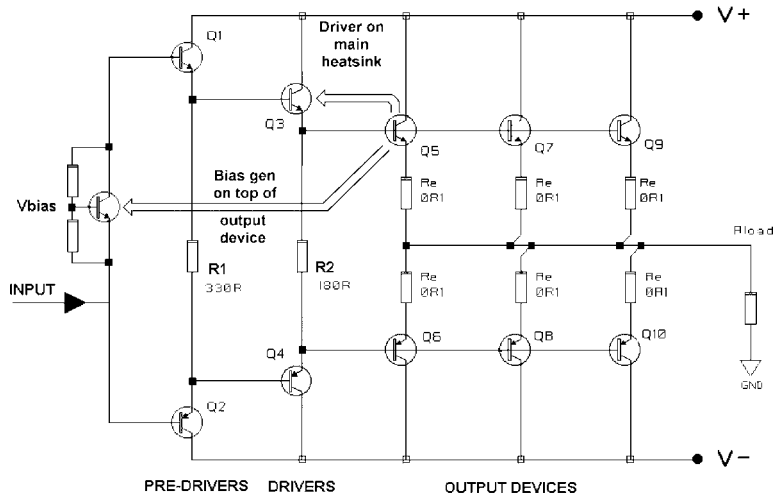 V+
Q1
Driver on
main
heatsink
Q3
Q5
Q7
Q9
Bias gen
on top of
output
device
Vbias
Re
0R1
Re
0R1
Re
0R1
Rload
R1
330R
R2
180R
INPUT
Re
0R1
Re
0R1
Re
0R1
Q4
Q6
Q8
Q10
GND
Q2
V-
PRE-DRIVERS
DRIVERS
OUTPUT DEVICES